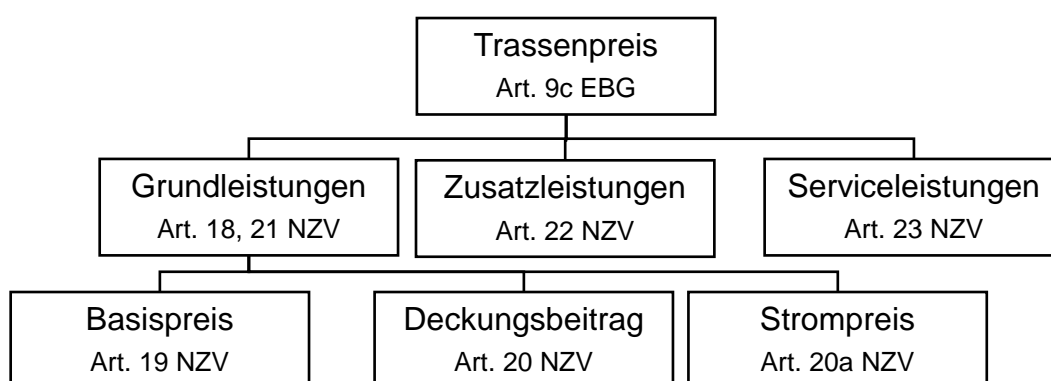 Trassenpreis
Art. 9c EBG
Grundleistungen
Art. 18, 21 NZV
Zusatzleistungen
Art. 22 NZV
Serviceleistungen
Art. 23 NZV
Basispreis
Art. 19 NZV
Deckungsbeitrag
Art. 20 NZV
Strompreis
Art. 20a NZV